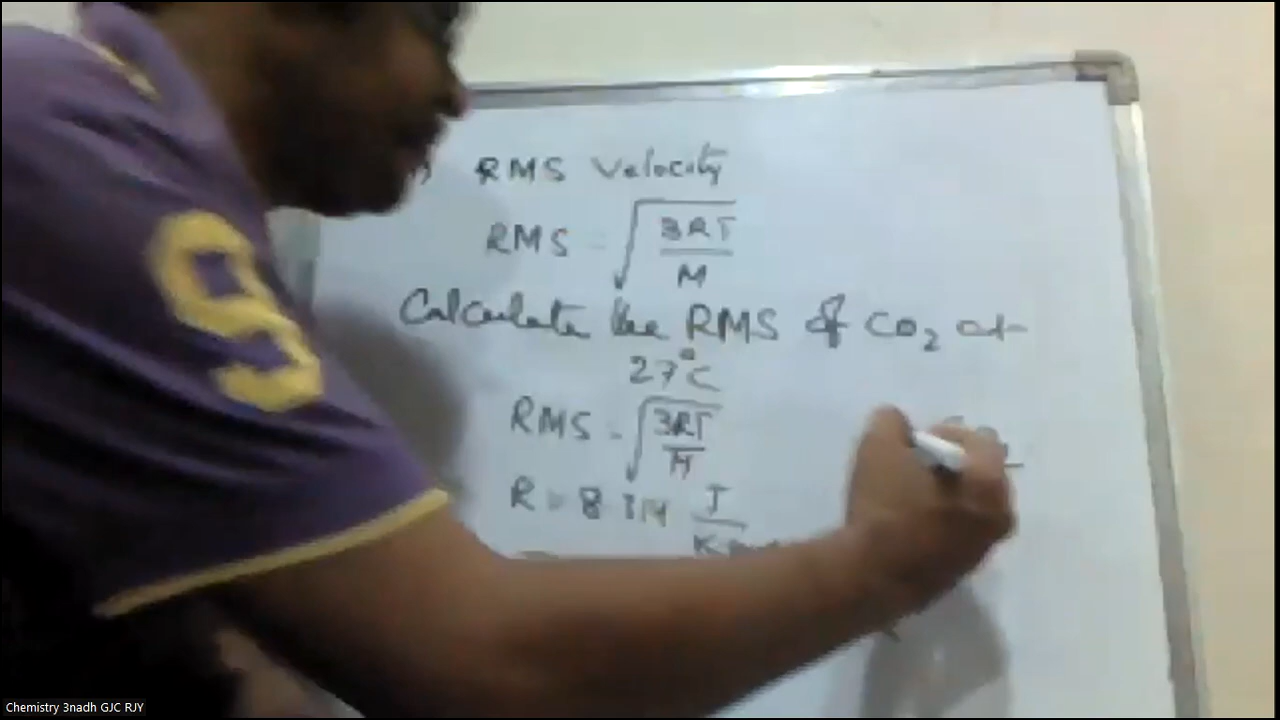 RMS Velocity
RMS = √3RT/M
Calculate the RMS of CO₂ at
27°C
RMS = √3RT/M
R = 8.314 J/K
9
Chemistry 3nadh GJC RJY